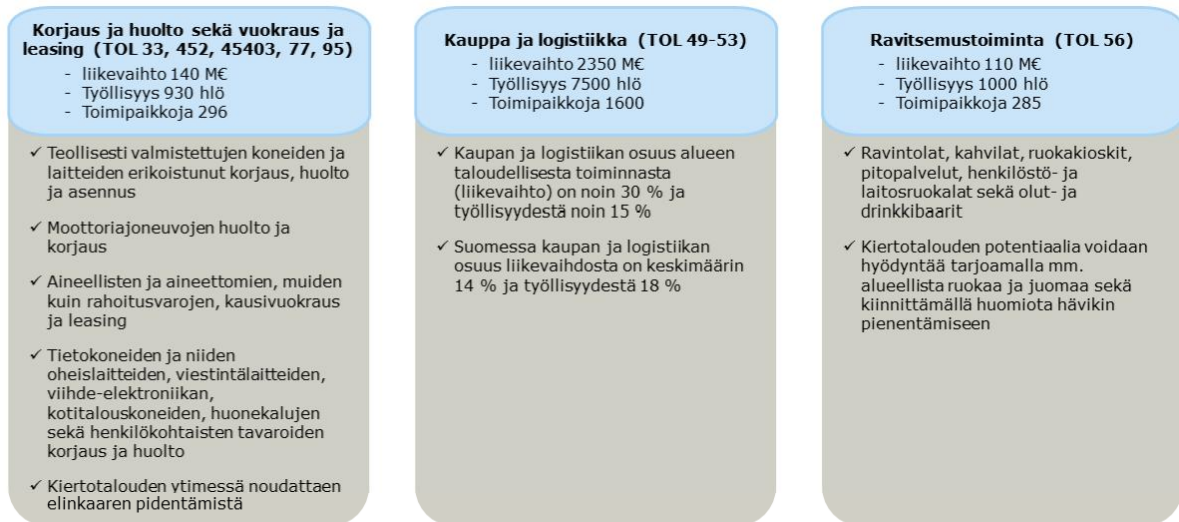 Korjaus ja huolto sekä vuokraus ja
leasing (TOL 33, 452, 45403, 77, 95)
- liikevaihto 140 M€
- Työllisyys 930 hlö
- Toimipaikkoja 296
✓ Teollisesti valmistettujen koneiden ja
laitteiden erikoistunut korjaus, huolto
ja asennus
✓ Moottoriajoneuvojen huolto ja
korjaus
✓ Aineellisten ja aineettomien, muiden
kuin rahoitusvarojen, kausivuokraus
ja leasing
✓ Tietokoneiden ja niiden
oheislaitteiden, viestintälaitteiden,
viihde-elektroniikan,
kotitalouskoneiden, huonekalujen
sekä henkilökohtaisten tavaroiden
korjaus ja huolto
✓ Kiertotalouden ytimessä noudattaen
elinkaaren pidentämistä
Kauppa ja logistiikka (TOL 49-53)
- liikevaihto 2350 M€
- Työllisyys 7500 hlö
- Toimipaikkoja 1600
✓ Kaupan ja logistiikan osuus alueen
taloudellisesta toiminnasta
(liikevaihto) on noin 30 % ja
työllisyydestä noin 15 %
✓ Suomessa kaupan ja logistiikan
osuus liikevaihdosta on keskimäärin
14 % ja työllisyydestä 18 %
Ravitsemustoiminta (TOL 56)
- liikevaihto 110 M€
- Työllisyys 1000 hlö
- Toimipaikkoja 285
✓ Ravintolat, kahvilat, ruokakioskit,
pitopalvelut, henkilöstö- ja
laitosruokalat sekä olut- ja
drinkkibaarit
✓ Kiertotalouden potentiaalia voidaan
hyödyntää tarjoamalla mm.
alueellista ruokaa ja juomaa sekä
kiinnittämällä huomiota hävikin
pienentämiseen